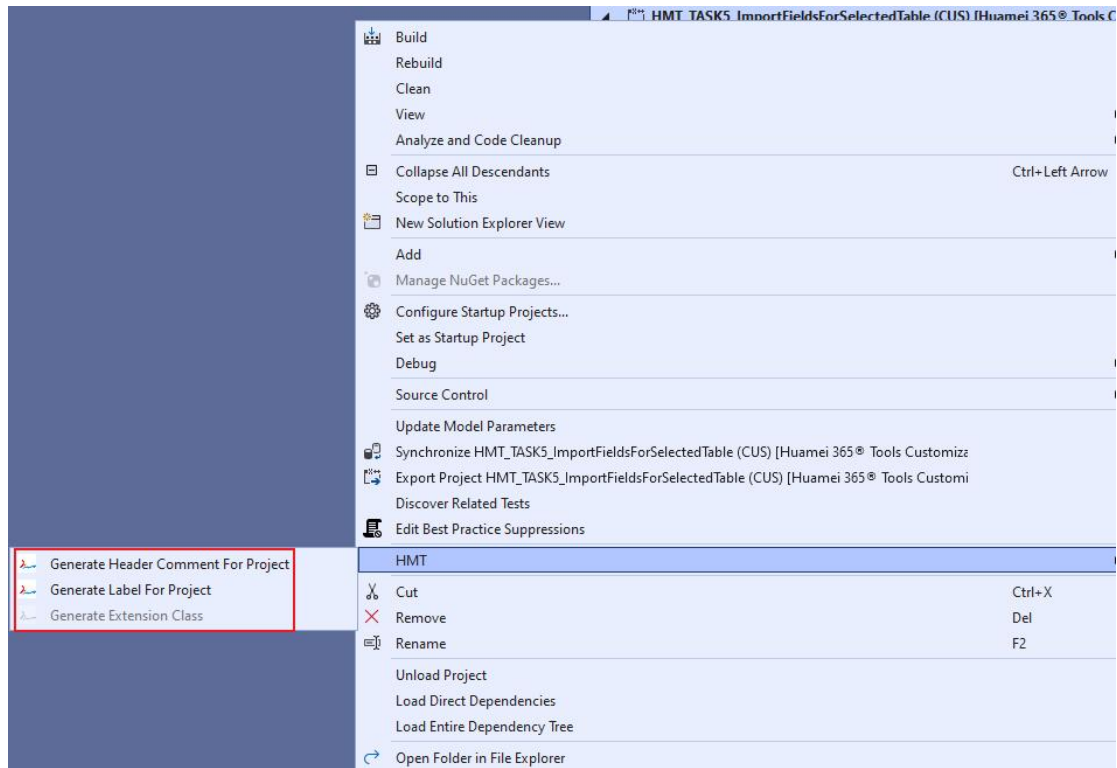 HMT_TASK5_ImportFieldsForSelectedTable (CUS) [Huamei 365® Tools C
Build
Rebuild
Clean
View
Analyze and Code Cleanup
Collapse All Descendants Ctrl+Left Arrow
Scope to This
New Solution Explorer View
Add
Manage NuGet Packages...
Configure Startup Projects...
Set as Startup Project
Debug
Source Control
Update Model Parameters
Synchronize HMT_TASK5_ImportFieldsForSelectedTable (CUS) [Huamei 365® Tools Customiza
Export Project HMT_TASK5_ImportFieldsForSelectedTable (CUS) [Huamei 365® Tools Customi
Discover Related Tests
Edit Best Practice Suppressions
HMT
Generate Header Comment For Project
Generate Label For Project
Generate Extension Class
Cut Ctrl+X
Remove Del
Rename F2
Unload Project
Load Direct Dependencies
Load Entire Dependency Tree
Open Folder in File Explorer